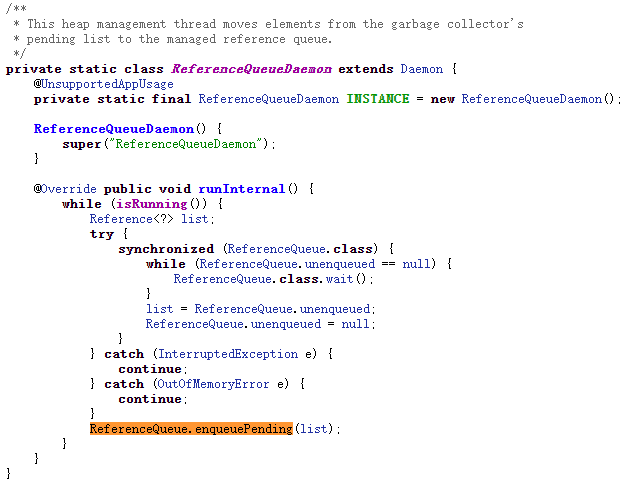 /**
 * This heap management thread moves elements from the garbage collector's
 * pending list to the managed reference queue.
 */
private static class ReferenceQueueDaemon extends Daemon {
    @UnsupportedAppUsage
    private static final ReferenceQueueDaemon INSTANCE = new ReferenceQueueDaemon();

    ReferenceQueueDaemon() {
        super("ReferenceQueueDaemon");
    }

    @Override public void runInternal() {
        while (isRunning()) {
            Reference<?> list;
            try {
                synchronized (ReferenceQueue.class) {
                    while (ReferenceQueue.unenqueued == null) {
                        ReferenceQueue.class.wait();
                    }
                    list = ReferenceQueue.unenqueued;
                    ReferenceQueue.unenqueued = null;
                }
            } catch (InterruptedException e) {
                continue;
            } catch (OutOfMemoryError e) {
                continue;
            }
            ReferenceQueue.enqueuePending(list);
        }
    }
}